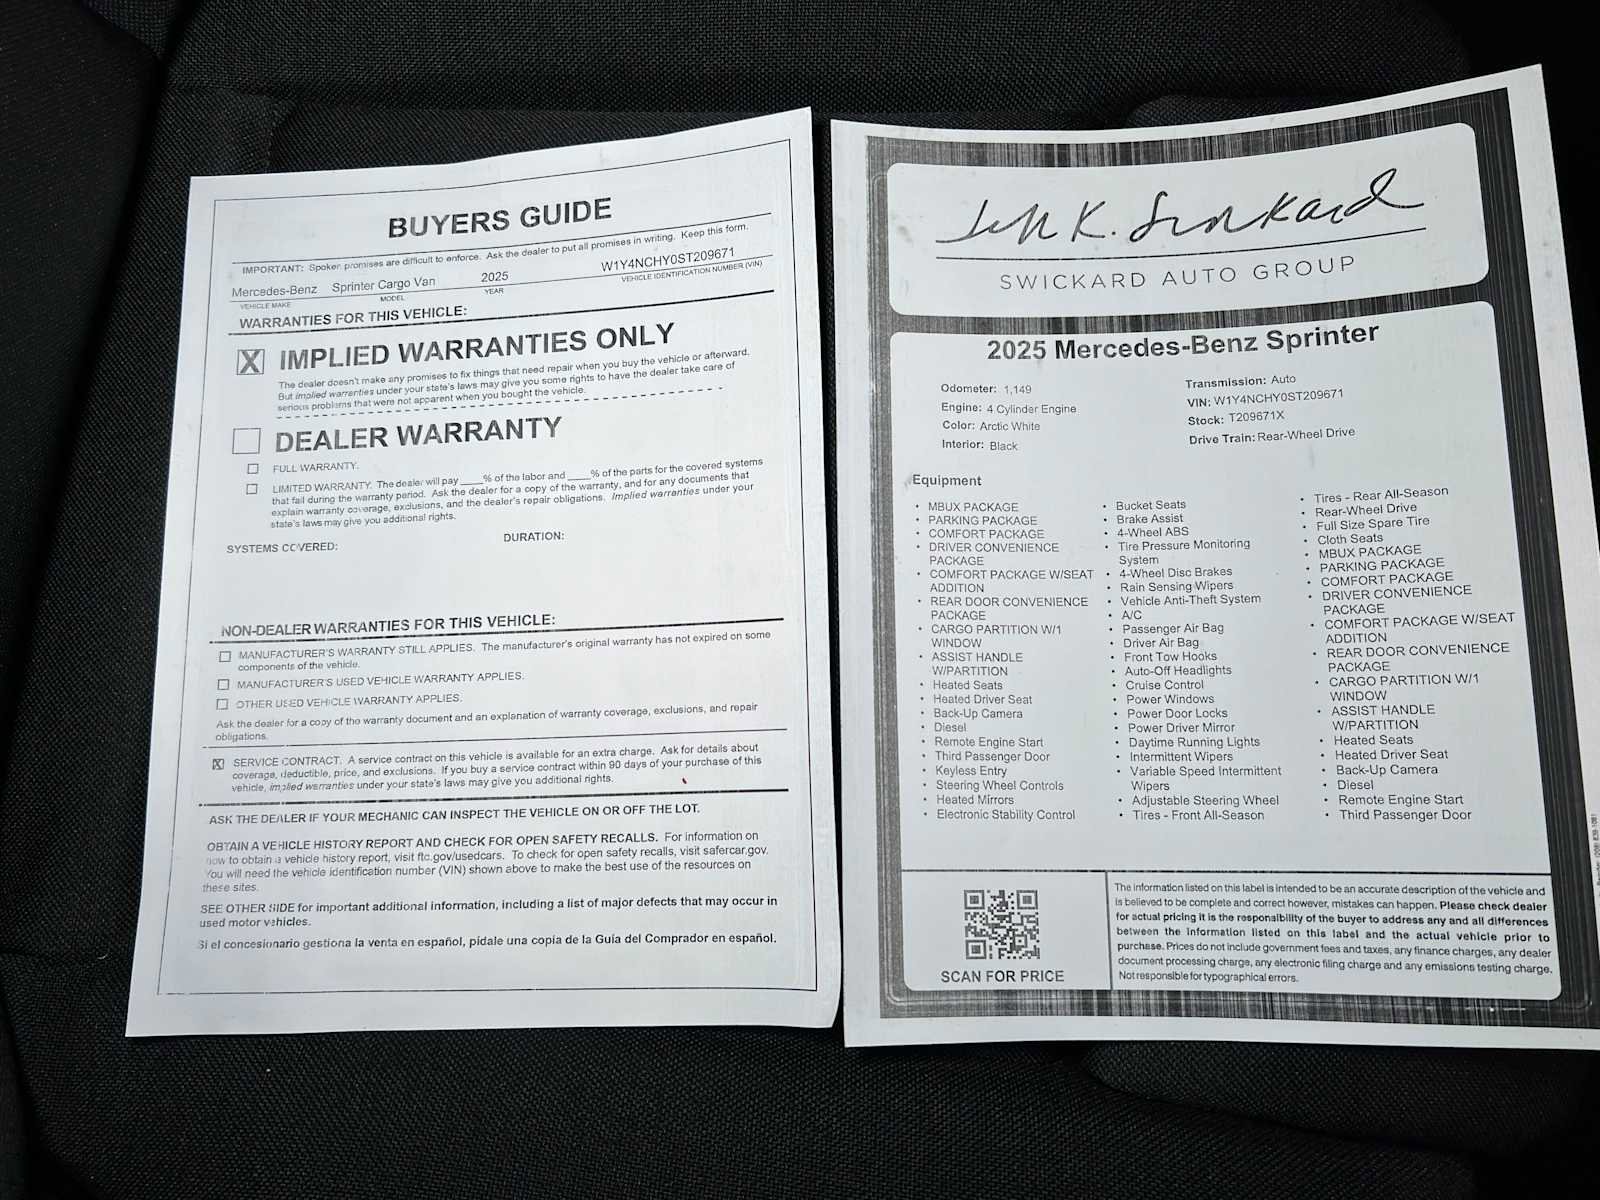 BUYERS GUIDE
IMPORTANT: Spoken promises are difficult to enforce. Ask the dealer to put all promises in writing. Keep this form.
Mercedes-Benz Sprinter Cargo Van 2025 W1Y4NCHY0ST209671
VEHICLE MAKE MODEL YEAR VEHICLE IDENTIFICATION NUMBER (VIN)
WARRANTIES FOR THIS VEHICLE:
X IMPLIED WARRANTIES ONLY
The dealer doesn't make any promises to fix things that need repair when you buy the vehicle or afterward.
But implied warranties under your state's laws may give you some rights to have the dealer take care of
serious problems that were not apparent when you bought the vehicle.
DEALER WARRANTY
FULL WARRANTY.
LIMITED WARRANTY. The dealer will pay ____% of the labor and ____% of the parts for the covered systems
that fail during the warranty period. Ask the dealer for a copy of the warranty, and for any documents that
explain warranty coverage, exclusions, and the dealer's repair obligations. Implied warranties under your
state's laws may give you additional rights.
SYSTEMS COVERED: DURATION:
NON-DEALER WARRANTIES FOR THIS VEHICLE:
MANUFACTURER'S WARRANTY STILL APPLIES. The manufacturer's original warranty has not expired on some
components of the vehicle.
MANUFACTURER'S USED VEHICLE WARRANTY APPLIES.
OTHER USED VEHICLE WARRANTY APPLIES.
Ask the dealer for a copy of the warranty document and an explanation of warranty coverage, exclusions, and repair
obligations.
X SERVICE CONTRACT. A service contract on this vehicle is available for an extra charge. Ask for details about
coverage, deductible, price, and exclusions. If you buy a service contract within 90 days of your purchase of this
vehicle, implied warranties under your state's laws may give you additional rights.
ASK THE DEALER IF YOUR MECHANIC CAN INSPECT THE VEHICLE ON OR OFF THE LOT.
OBTAIN A VEHICLE HISTORY REPORT AND CHECK FOR OPEN SAFETY RECALLS. For information on
how to obtain a vehicle history report, visit ftc.gov/usedcars. To check for open safety recalls, visit safercar.gov.
You will need the vehicle identification number (VIN) shown above to make the best use of the resources on
these sites.
SEE OTHER SIDE for important additional information, including a list of major defects that may occur in
used motor vehicles.
Si el concesionario gestiona la venta en español, pídale una copia de la Guía del Comprador en español.
SWICKARD AUTO GROUP
2025 Mercedes-Benz Sprinter
Odometer: 1,149
Engine: 4 Cylinder Engine
Color: Arctic White
Interior: Black
Transmission: Auto
VIN: W1Y4NCHY0ST209671
Stock: T209671X
Drive Train: Rear-Wheel Drive
Equipment
• MBUX PACKAGE
• PARKING PACKAGE
• COMFORT PACKAGE
• DRIVER CONVENIENCE
PACKAGE
• COMFORT PACKAGE W/SEAT
ADDITION
• REAR DOOR CONVENIENCE
PACKAGE
• CARGO PARTITION W/1
WINDOW
• ASSIST HANDLE
W/PARTITION
• Heated Seats
• Heated Driver Seat
• Back-Up Camera
• Diesel
• Remote Engine Start
• Third Passenger Door
• Keyless Entry
• Steering Wheel Controls
• Heated Mirrors
• Electronic Stability Control
• Bucket Seats
• Brake Assist
• 4-Wheel ABS
• Tire Pressure Monitoring
System
• 4-Wheel Disc Brakes
• Rain Sensing Wipers
• Vehicle Anti-Theft System
• A/C
• Passenger Air Bag
• Driver Air Bag
• Front Tow Hooks
• Auto-Off Headlights
• Cruise Control
• Power Windows
• Power Door Locks
• Power Driver Mirror
• Daytime Running Lights
• Intermittent Wipers
• Variable Speed Intermittent
Wipers
• Adjustable Steering Wheel
• Tires - Front All-Season
• Tires - Rear All-Season
• Rear-Wheel Drive
• Full Size Spare Tire
• Cloth Seats
• MBUX PACKAGE
• PARKING PACKAGE
• COMFORT PACKAGE
• DRIVER CONVENIENCE
PACKAGE
• COMFORT PACKAGE W/SEAT
ADDITION
• REAR DOOR CONVENIENCE
PACKAGE
• CARGO PARTITION W/1
WINDOW
• ASSIST HANDLE
W/PARTITION
• Heated Seats
• Heated Driver Seat
• Back-Up Camera
• Diesel
• Remote Engine Start
• Third Passenger Door
SCAN FOR PRICE
The information listed on this label is intended to be an accurate description of the vehicle and
is believed to be complete and correct however, mistakes can happen. Please check dealer
for actual pricing it is the responsibility of the buyer to address any and all differences
between the information listed on this label and the actual vehicle prior to
purchase. Prices do not include government fees and taxes, any finance charges, any dealer
document processing charge, any electronic filing charge and any emissions testing charge.
Not responsible for typographical errors.